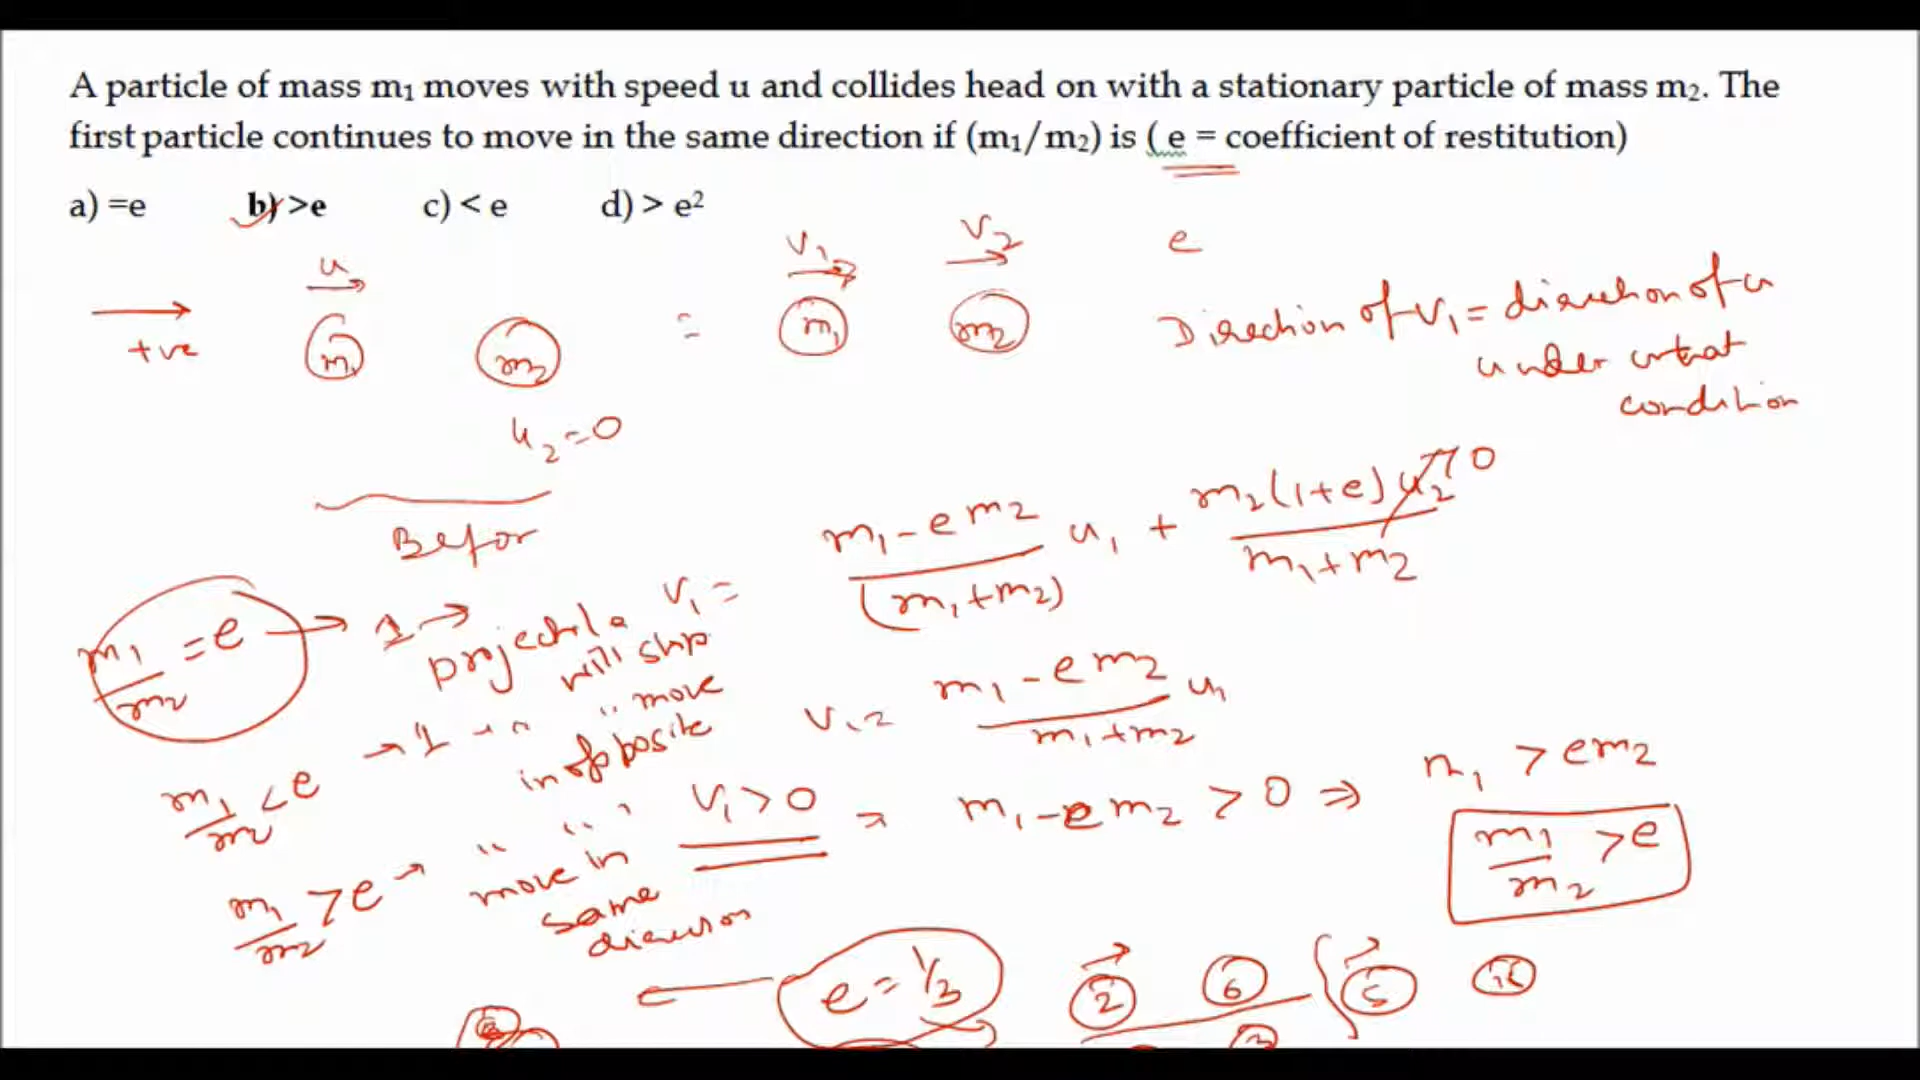 A particle of mass m₁ moves with speed u and collides head on with a stationary particle of mass m₂. The
first particle continues to move in the same direction if (m₁/m₂) is ( e = coefficient of restitution)
a) =e b) >e c) < e d) > e²
u v₁ v₂ e
+ve m₁ m₂ = m₁ m₂
Direction of v₁ = direction of u
under what
condition
u₂=0
Befor
v₁ = (m₁ - em₂)/(m₁+m₂) u₁ + m₂(1+e)u₂/(m₁+m₂) 0
m₁/m₂ = e → 1 → projectile
will stop
v₁ = (m₁ - em₂)/(m₁+m₂) u₁
m₁/m₂ < e → 1 → " " move
in opposite
v₁ > 0 ⇒ m₁ - em₂ > 0 ⇒ m₁ > em₂
m₁/m₂ > e → " " "
move in
same
m₁/m₂ > e
e = 1/3 2 6 5